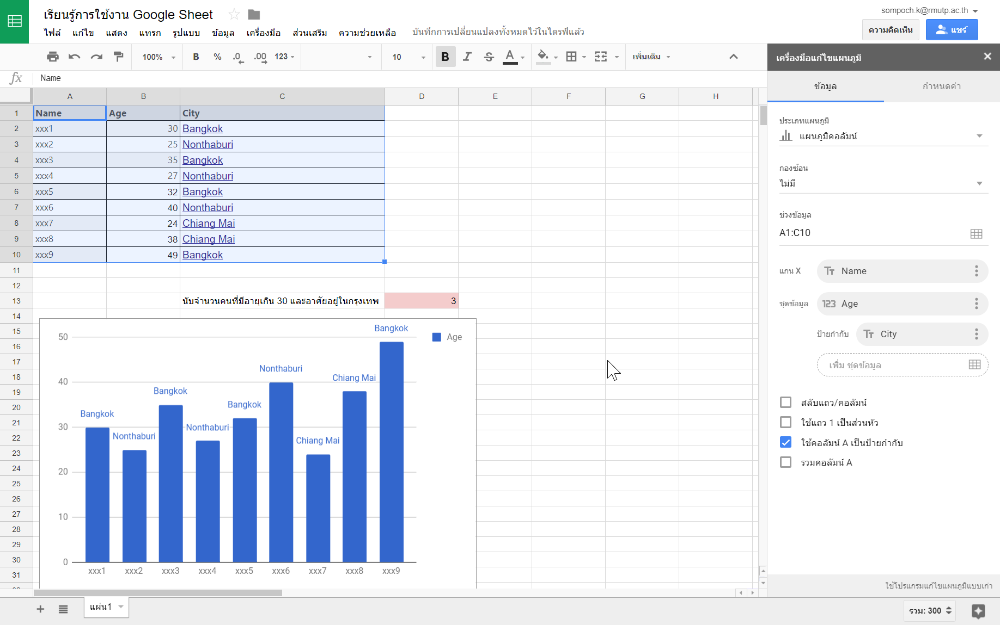 เรียนรู้การใช้งาน Google Sheet
sompoch.k@rmutp.ac.th
ไฟล์ แก้ไข แสดง แทรก รูปแบบ ข้อมูล เครื่องมือ ส่วนเสริม ความช่วยเหลือ บันทึกการเปลี่ยนแปลงทั้งหมดไว้ในไดรฟ์แล้ว
ความคิดเห็น แชร์
100% B % .0 .00 123 10 B I S A เพิ่มเติม
fx Name
A B C D E F G H
1 Name Age City
2 xxx1 30 Bangkok
3 xxx2 25 Nonthaburi
4 xxx3 35 Bangkok
5 xxx4 27 Nonthaburi
6 xxx5 32 Bangkok
7 xxx6 40 Nonthaburi
8 xxx7 24 Chiang Mai
9 xxx8 38 Chiang Mai
10 xxx9 49 Bangkok
11
12
13 นับจำนวนคนที่มีอายุเกิน 30 และอาศัยอยู่ในกรุงเทพ 3
14
15
16
17
18
19
20
21
22
23
24
25
26
27
28
29
30
31
50
40
30
20
10
0
Bangkok
Nonthaburi
Bangkok
Nonthaburi
Bangkok
Nonthaburi
Chiang Mai
Chiang Mai
Bangkok
Age
xxx1 xxx2 xxx3 xxx4 xxx5 xxx6 xxx7 xxx8 xxx9
เครื่องมือแก้ไขแผนภูมิ
ข้อมูล กำหนดค่า
ประเภทแผนภูมิ
แผนภูมิคอลัมน์
กองซ้อน
ไม่มี
ช่วงข้อมูล
A1:C10
แกน X Tт Name
ชุดข้อมูล 123 Age
ป้ายกำกับ Tт City
เพิ่ม ชุดข้อมูล
สลับแถว/คอลัมน์
ใช้แถว 1 เป็นส่วนหัว
ใช้คอลัมน์ A เป็นป้ายกำกับ
รวมคอลัมน์ A
ใช้โปรแกรมแก้ไขแผนภูมิแบบเก่า
แผ่น1
รวม: 300